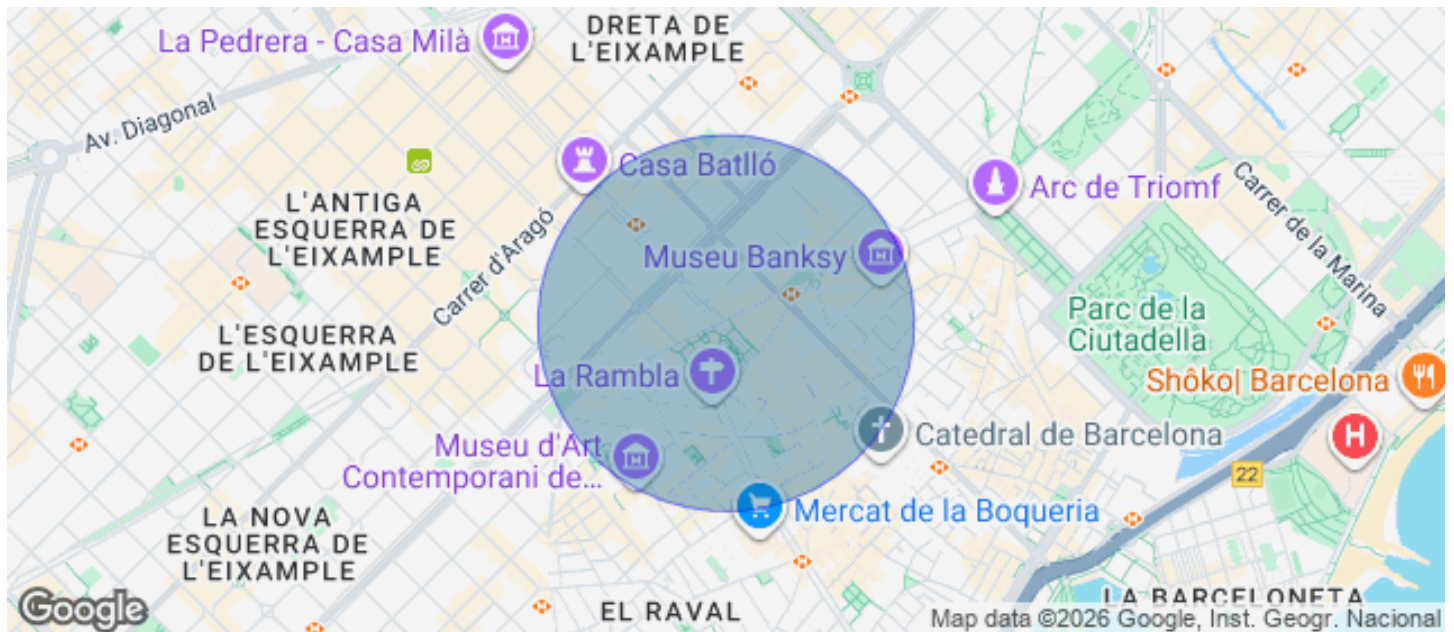 DRETA DE
L'EIXAMPLE
La Pedrera - Casa Milà
Av. Diagonal
Casa Batlló
Arc de Triomf
Carrer de la Marina
L'ANTIGA
ESQUERRA DE
L'EIXAMPLE
Carrer d'Aragó
Museu Banksy
Parc de la
Ciutadella
L'ESQUERRA
DE L'EIXAMPLE
La Rambla
Shôko| Barcelona
H
Museu d'Art
Contemporani de...
Catedral de Barcelona
22
Mercat de la Boqueria
LA NOVA
ESQUERRA DE
L'EIXAMPLE
EL RAVAL
LA BARCELONETA
Google
Map data ©2026 Google, Inst. Geogr. Nacional